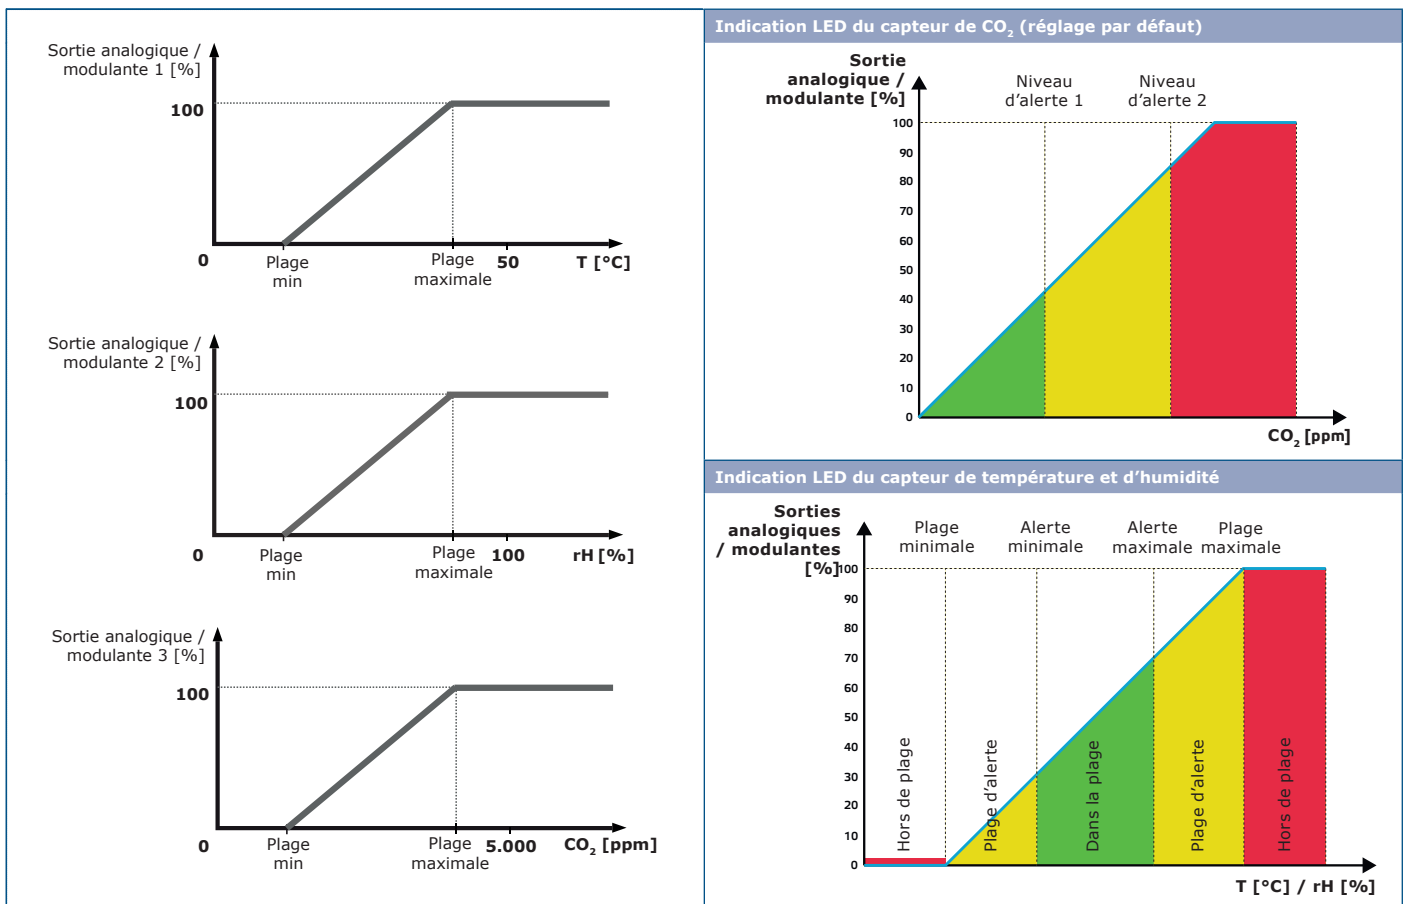 Sortie analogique /
modulante 1 [%]
100
0
Plage
min
Plage
maximale
50
T [°C]
Sortie analogique /
modulante 2 [%]
100
0
Plage
min
Plage
maximale
100
rH [%]
Sortie analogique /
modulante 3 [%]
100
0
Plage
min
Plage
maximale
5.000
CO₂ [ppm]
Indication LED du capteur de CO₂ (réglage par défaut)
Sortie
analogique /
modulante [%]
Niveau
d'alerte 1
Niveau
d'alerte 2
100
90
80
70
60
50
40
30
20
10
0
CO₂ [ppm]
Indication LED du capteur de température et d'humidité
Sorties
analogiques
/ modulantes
[%]
Plage
minimale
Alerte
minimale
Alerte
maximale
Plage
maximale
100
90
80
70
60
50
40
30
20
10
0
Hors de plage
Plage d'alerte
Dans la plage
Plage d'alerte
Hors de plage
T [°C] / rH [%]